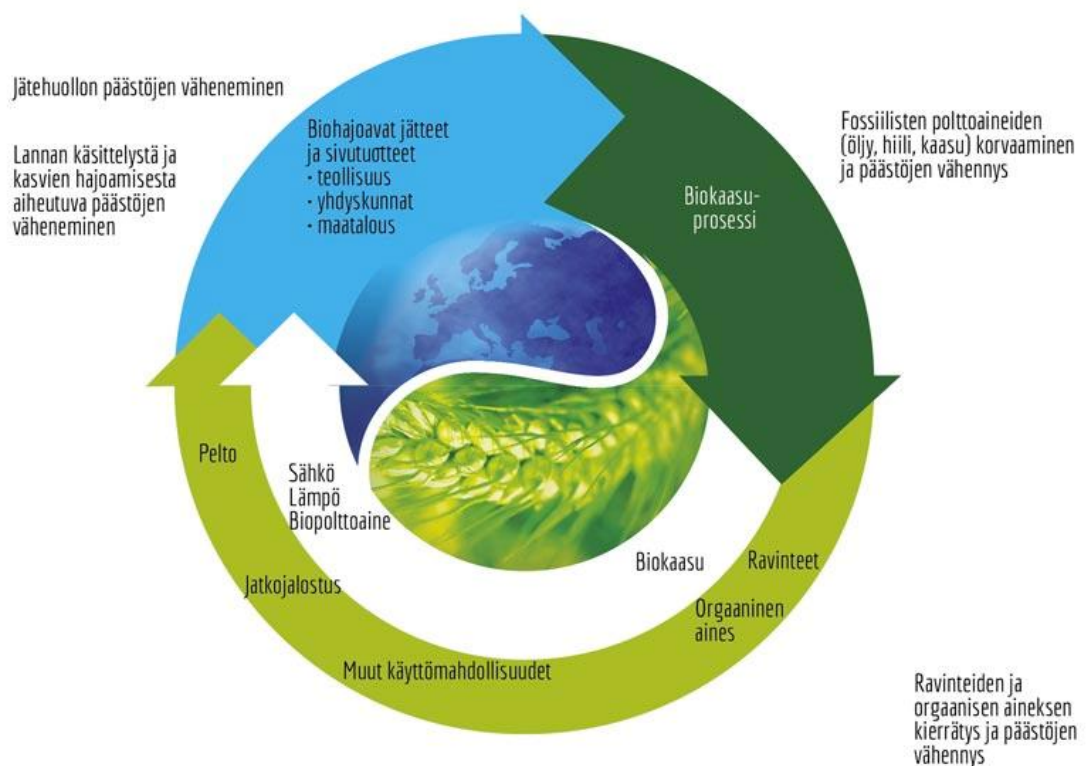 Jätehuollon päästöjen väheneminen
Lannan käsittelystä ja
kasvien hajoamisesta
aiheutuva päästöjen
väheneminen
Biohajoavat jätteet
ja sivutuotteet
· teollisuus
· yhdyskunnat
· maatalous
Biokaasu-
prosessi
Fossiilisten polttoaineiden
(öljy, hiili, kaasu) korvaaminen
ja päästöjen vähennys
Pelto
Sähkö
Lämpö
Biopolttoaine
Jatkojalostus
Muut käyttömahdollisuudet
Biokaasu
Ravinteet
Orgaaninen
aines
Ravinteiden ja
orgaanisen aineksen
kierrätys ja päästöjen
vähennys